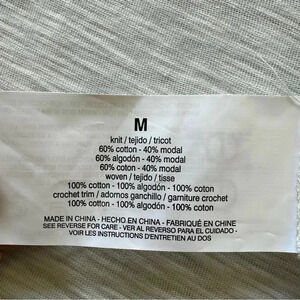 M
knit / tejido / tricot
60% cotton - 40% modal
60% algodón - 40% modal
60% coton - 40% modal
woven / tejido / tisse
100% cotton - 100% algodón - 100% coton
crochet trim / adornos ganchillo / garniture crochet
100% cotton - 100% algodón - 100% coton
MADE IN CHINA - HECHO EN CHINA - FABRIQUÉ EN CHINE
SEE REVERSE FOR CARE - VER AL REVERSO PARA EL CUIDADO -
VOIR LES INSTRUCTIONS D'ENTRETIEN AU DOS